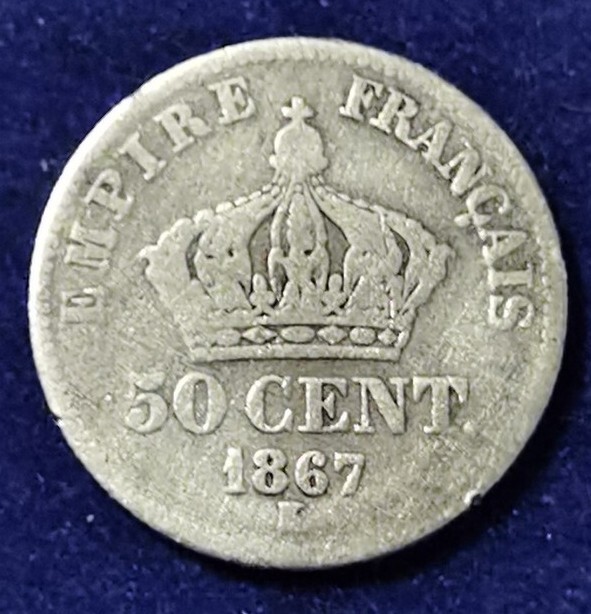 EMPIRE FRANÇAIS
50 CENT.
1867
K